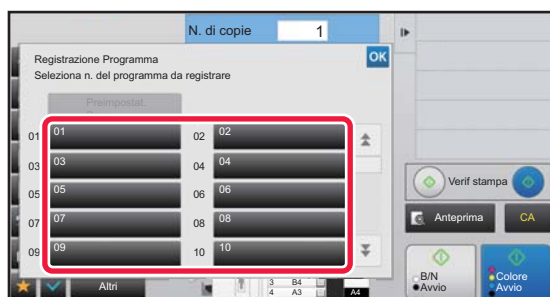 N. di copie 1
Registrazione Programma
OK
Seleziona n. del programma da registrare
Preimpostat.
01 01 02 02
03 03 04 04
05 05 06 06
07 07 08 08
09 09 10 10
Verif stampa
Anteprima CA
B/N
Avvio
Colore
Avvio
Altri
3 B4
4 A3
A4